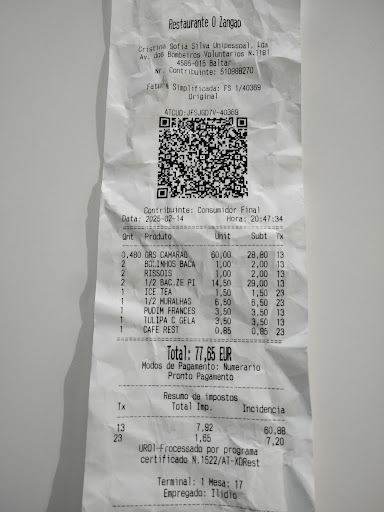 Restaurante O Zangao
Cristina Sofia Silva Unipessoal, Lda
Av. dos Bombeiros Voluntarios N.1181
4585-015 Baltar
Nr. Contribuinte: 510988270
Fatura Simplificada: FS 1/40369
Original
ATCUD:JFSJGD7V-40369
Contribuinte: Consumidor Final
Data: 2025-02-14 Hora: 20:47:34
Qnt Produto Unit Subt Tx
0,480 ORS CAMARAO 60,00 28,80 13
2 BOLINHOS BACA 1,00 2,00 13
2 RISSOIS 1,00 2,00 13
2 1/2 BAC.ZE PI 14,50 29,00 13
1 ICE TEA 1,50 1,50 23
1 1/2 MURALHAS 6,50 6,50 23
1 PUDIM FRANCES 3,50 3,50 13
1 TULIPA C GELA 3,50 3,50 13
1 CAFE REST 0,85 0,85 23
Total: 77,65 EUR
Modos de Pagamento: Numerario
Pronto Pagamento
Resumo de impostos
Tx Total Imp. Incidencia
13 7,92 60,88
23 1,65 7,20
UROl-Processado por programa
certificado N.1522/AT-XDRest
Terminal: 1 Mesa: 17
Empregado: Ilidio